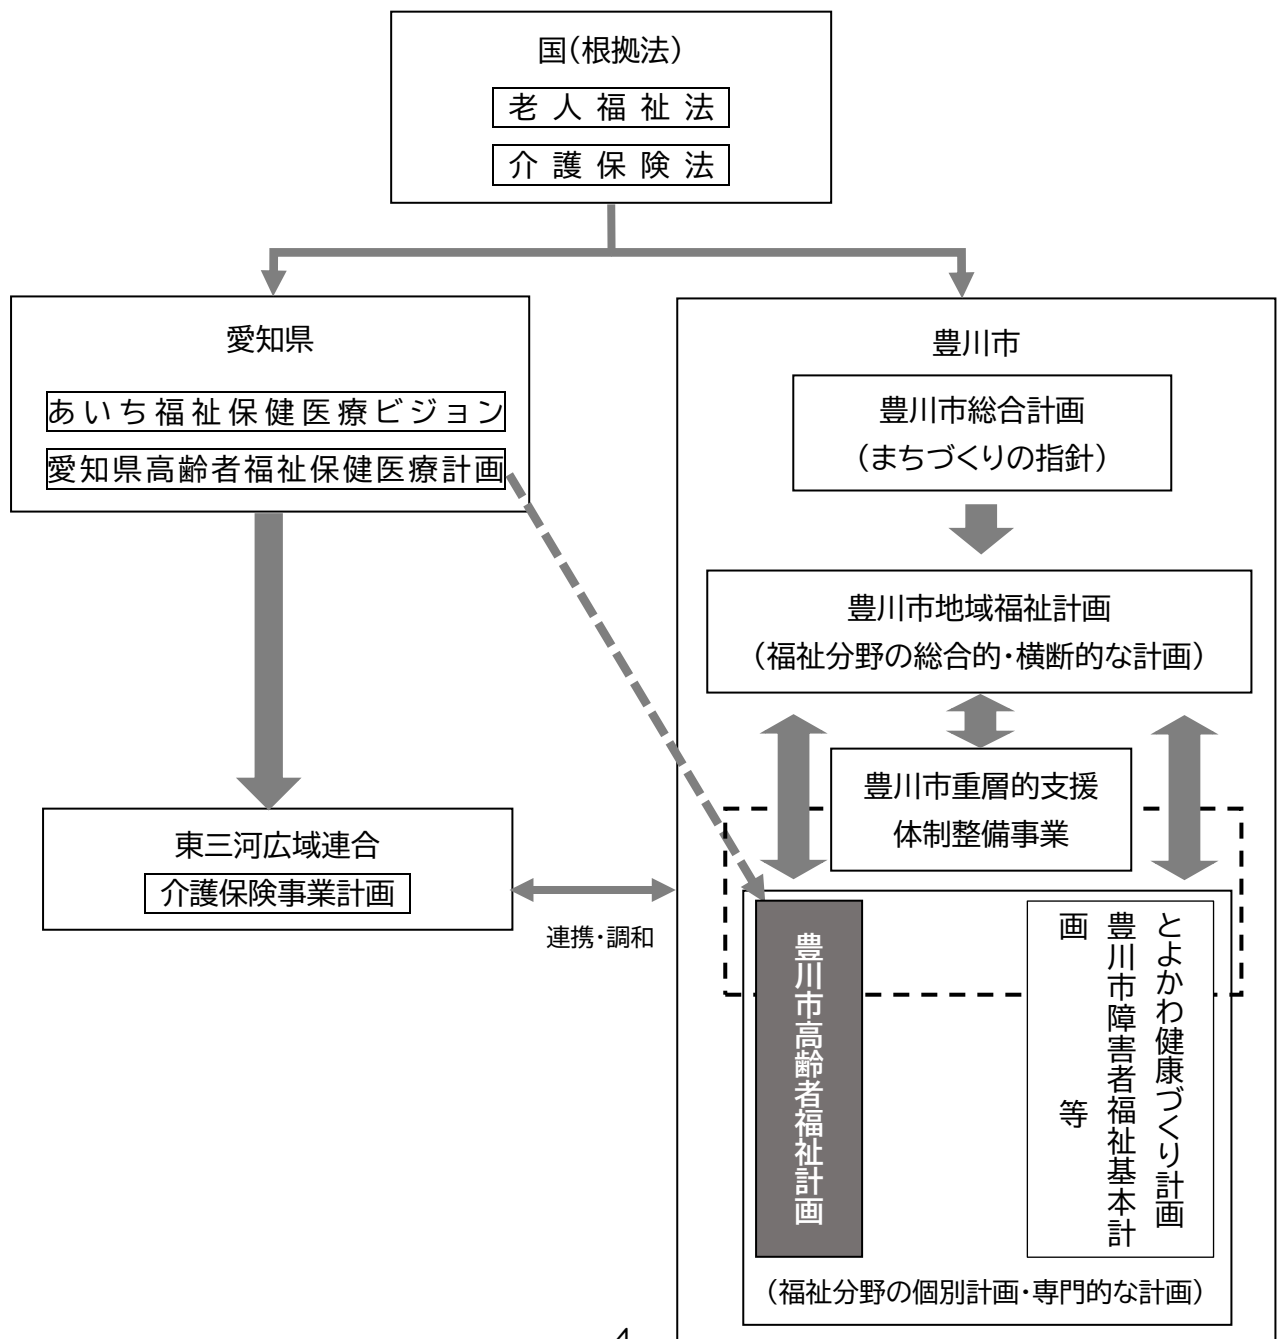 国(根拠法)
老人福祉法
介護保険法
愛知県
あいち福祉保健医療ビジョン
愛知県高齢者福祉保健医療計画
東三河広域連合
介護保険事業計画
連携・調和
豊川市
豊川市総合計画
(まちづくりの指針)
豊川市地域福祉計画
(福祉分野の総合的・横断的な計画)
豊川市重層的支援
体制整備事業
豊川市高齢者福祉計画
とよかわ健康づくり計画
豊川市障害者福祉基本計
画 等
(福祉分野の個別計画・専門的な計画)
4